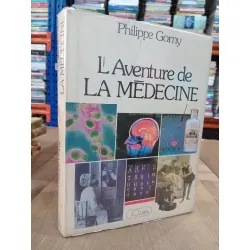 Philippe Gorny
L'Aventure de
LA MÉDECINE
LA MÉDECINE